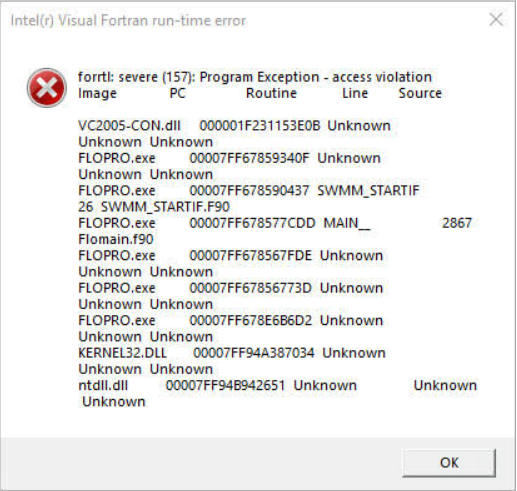 Intel(r) Visual Fortran run-time error
forrtl: severe (157): Program Exception - access violation
Image PC Routine Line Source
VC2005-CON.dll 000001F231153E0B Unknown
Unknown Unknown
FLOPRO.exe 00007FF67859340F Unknown
Unknown Unknown
FLOPRO.exe 00007FF678590437 SWMM_STARTIF
26 SWMM_STARTIF.F90
FLOPRO.exe 00007FF678577CDD MAIN__ 2867
Flomain.f90
FLOPRO.exe 00007FF678567FDE Unknown
Unknown Unknown
FLOPRO.exe 00007FF67856773D Unknown
Unknown Unknown
FLOPRO.exe 00007FF678E6B6D2 Unknown
Unknown Unknown
KERNEL32.DLL 00007FF94A387034 Unknown
Unknown Unknown
ntdll.dll 00007FF94B942651 Unknown Unknown
Unknown
OK